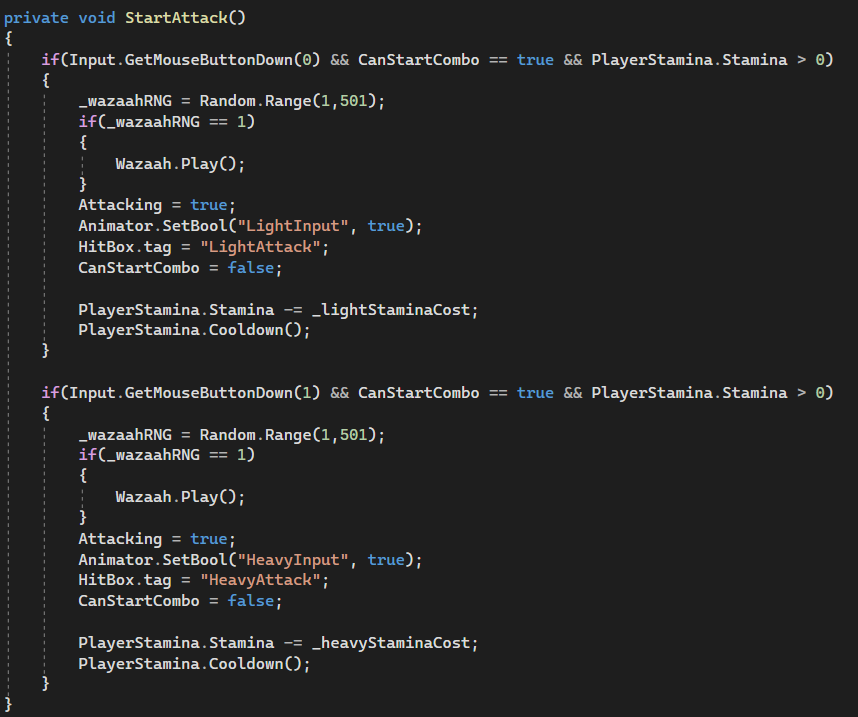 private void StartAttack()
{
    if(Input.GetMouseButtonDown(0) && CanStartCombo == true && PlayerStamina.Stamina > 0)
    {
        _wazaahRNG = Random.Range(1,501);
        if(_wazaahRNG == 1)
        {
            Wazaah.Play();
        }
        Attacking = true;
        Animator.SetBool("LightInput", true);
        HitBox.tag = "LightAttack";
        CanStartCombo = false;

        PlayerStamina.Stamina -= _lightStaminaCost;
        PlayerStamina.Cooldown();
    }

    if(Input.GetMouseButtonDown(1) && CanStartCombo == true && PlayerStamina.Stamina > 0)
    {
        _wazaahRNG = Random.Range(1,501);
        if(_wazaahRNG == 1)
        {
            Wazaah.Play();
        }
        Attacking = true;
        Animator.SetBool("HeavyInput", true);
        HitBox.tag = "HeavyAttack";
        CanStartCombo = false;

        PlayerStamina.Stamina -= _heavyStaminaCost;
        PlayerStamina.Cooldown();
    }
}